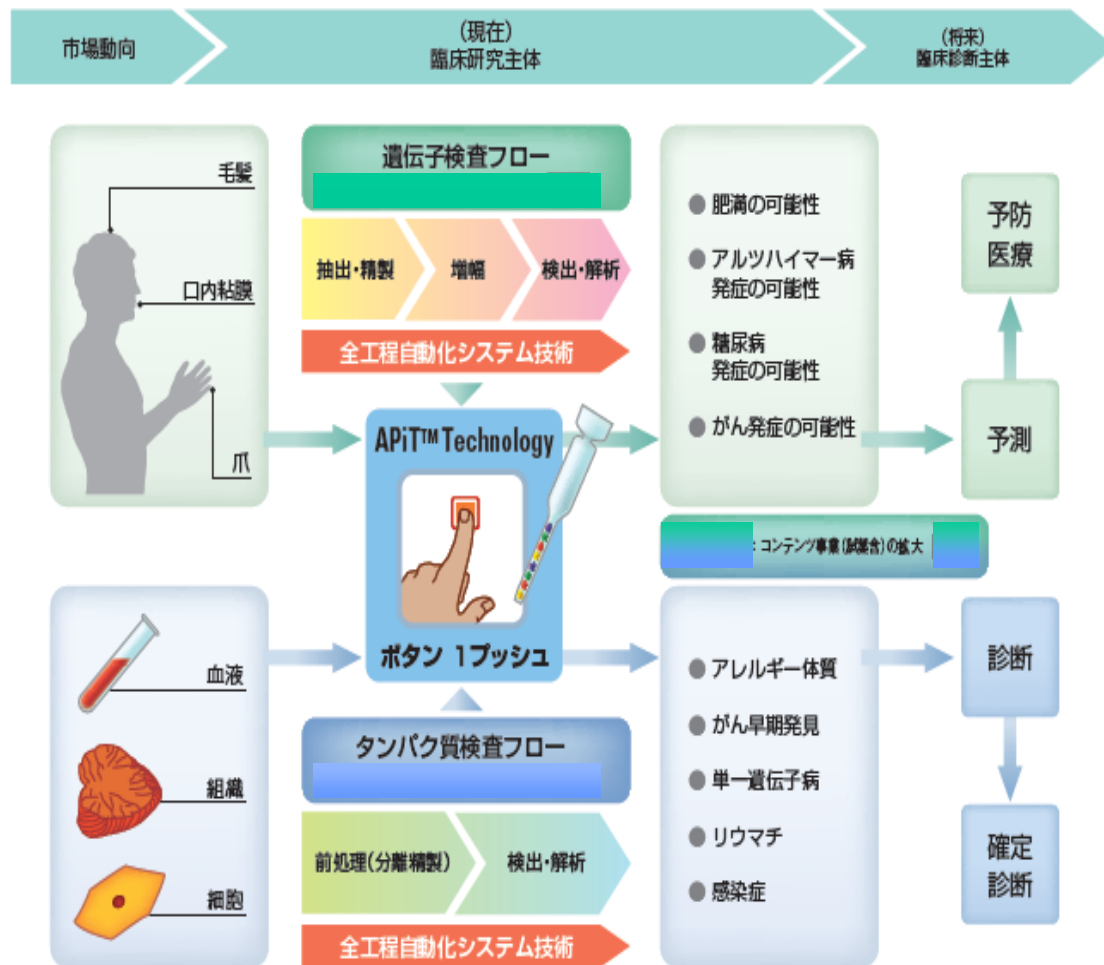 市場動向
(現在)
臨床研究主体
(将来)
臨床診断主体
毛髪
口内粘膜
爪
遺伝子検査フロー
抽出・精製
増幅
検出・解析
全工程自動化システム技術
APiT™ Technology
ボタン 1プッシュ
肥満の可能性
アルツハイマー病
発症の可能性
糖尿病
発症の可能性
がん発症の可能性
予防
医療
予測
:コンテンツ事業(試薬含)の拡大
血液
組織
細胞
タンパク質検査フロー
前処理(分離精製)
検出・解析
全工程自動化システム技術
アレルギー体質
がん早期発見
単一遺伝子病
リウマチ
感染症
診断
確定
診断